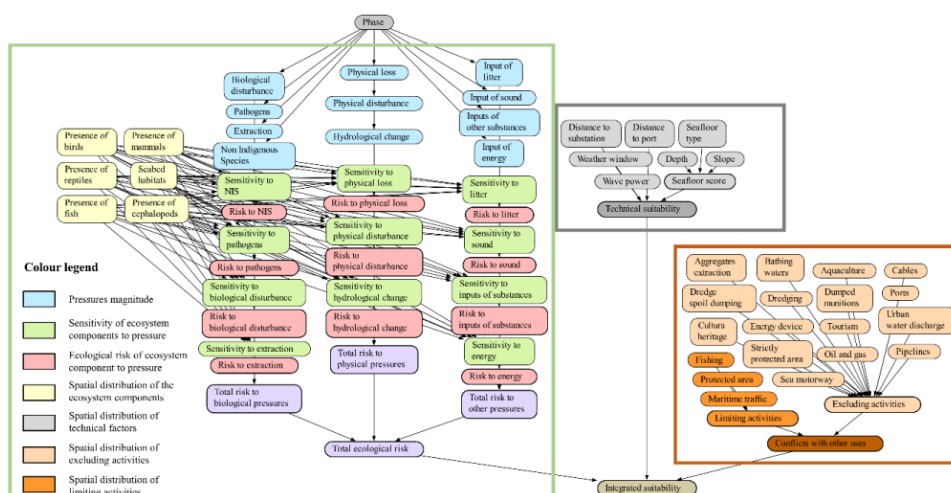 Phase
Biological
disturbance
Pathogens
Extraction
Non Indigenous
Species
Physical loss
Physical disturbance
Hydrological change
Input of
litter
Input of sound
Inputs of
other substances
Input of
energy
Presence of
birds
Presence of
mammals
Presence of
reptiles
Seabed
habitats
Presence of
fish
Presence of
cephalopods
Sensitivity to
NIS
Risk to NIS
Sensitivity to
pathogens
Risk to pathogens
Sensitivity to
biological disturbance
Risk to
biological disturbance
Sensitivity to extraction
Risk to extraction
Total risk to
biological pressures
Sensitivity to
physical loss
Risk to physical loss
Sensitivity to
physical disturbance
Risk to
physical disturbance
Sensitivity to
hydrological change
Risk to
hydrological change
Total risk to
physical pressures
Sensitivity to
litter
Risk to litter
Sensitivity to
sound
Risk to sound
Sensitivity to
inputs of substances
Risk to
inputs of substances
Sensitivity to
energy
Risk to energy
Total risk to
other pressures
Total ecological risk
Distance to
substation
Distance
to port
Seafloor
type
Weather window
Depth
Slope
Wave power
Seafloor score
Technical suitability
Aggregates
extraction
Bathing
waters
Aquaculture
Cables
Dredge
spoil dumping
Dredging
Dumped
munitions
Ports
Cultura
heritage
Energy device
Tourism
Urban
water discharge
Strictly
protected area
Oil and gas
Pipelines
Fishing
Protected area
Sea motorway
Maritime traffic
Excluding activities
Limiting activities
Conflicts with other uses
Integrated suitability
Colour legend
Pressures magnitude
Sensitivity of ecosystem
components to pressure
Ecological risk of ecosystem
component to pressure
Spatial distribution of the
ecosystem components
Spatial distribution of
technical factors
Spatial distribution of
excluding activities
Spatial distribution of
limiting activities